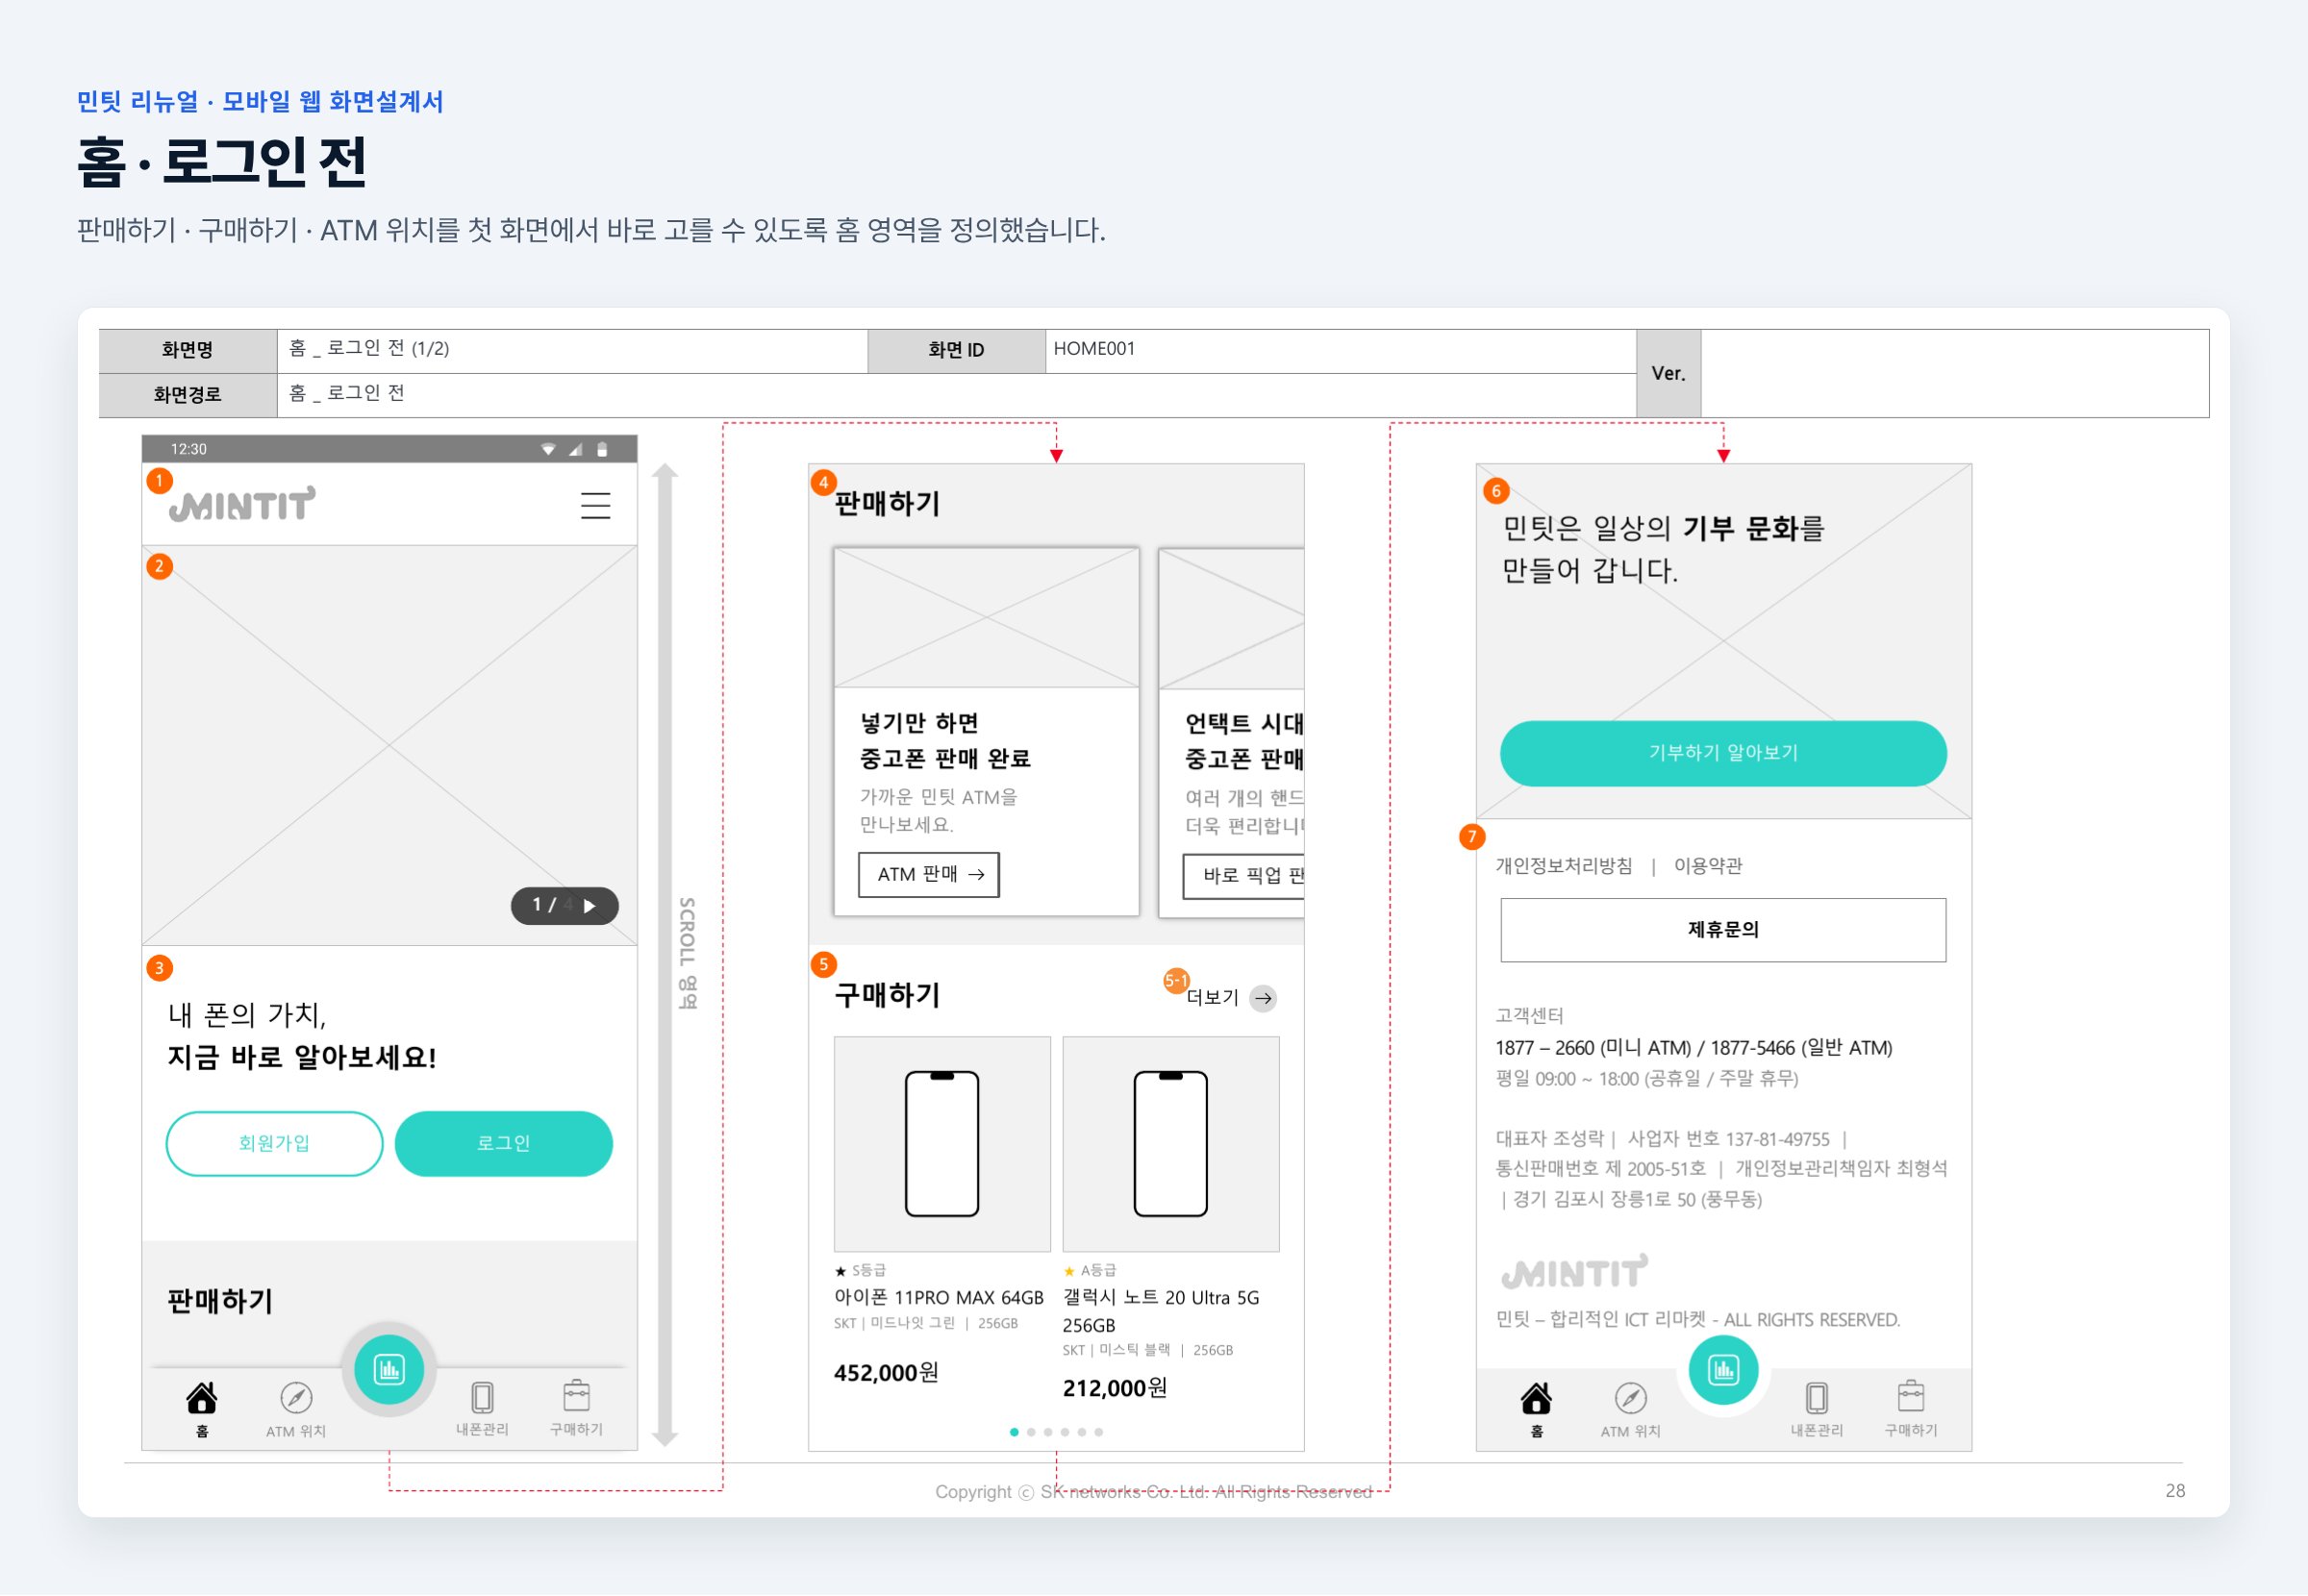 민팃 리뉴얼 · 모바일 웹 화면설계서
홈 · 로그인 전
판매하기 · 구매하기 · ATM 위치를 첫 화면에서 바로 고를 수 있도록 홈 영역을 정의했습니다.
화면명
홈 _ 로그인 전 (1/2)
화면 ID
HOME001
Ver.
화면경로
홈 _ 로그인 전
12:30
1
MINTIT
2
1 / 4
3
내 폰의 가치,
지금 바로 알아보세요!
회원가입
로그인
판매하기
홈
ATM 위치
내폰관리
구매하기
SCROLL 영역
4
판매하기
넣기만 하면
중고폰 판매 완료
가까운 민팃 ATM을
만나보세요.
ATM 판매
언택트 시대
중고폰 판매
여러 개의 핸드
더욱 편리합니
바로 픽업 판
5
구매하기
5-1
더보기
S등급
아이폰 11PRO MAX 64GB
SKT | 미드나잇 그린 | 256GB
452,000원
A등급
갤럭시 노트 20 Ultra 5G
256GB
SKT | 미스틱 블랙 | 256GB
212,000원
6
민팃은 일상의 기부 문화를
만들어 갑니다.
기부하기 알아보기
7
개인정보처리방침 | 이용약관
제휴문의
고객센터
1877 – 2660 (미니 ATM) / 1877-5466 (일반 ATM)
평일 09:00 ~ 18:00 (공휴일 / 주말 휴무)
대표자 조성락 | 사업자 번호 137-81-49755 |
통신판매번호 제 2005-51호 | 개인정보관리책임자 최형석
| 경기 김포시 장릉1로 50 (풍무동)
MINTIT
민팃 – 합리적인 ICT 리마켓 - ALL RIGHTS RESERVED.
홈
ATM 위치
내폰관리
구매하기
Copyright ⓒ SK networks Co. Ltd. All Rights Reserved
28